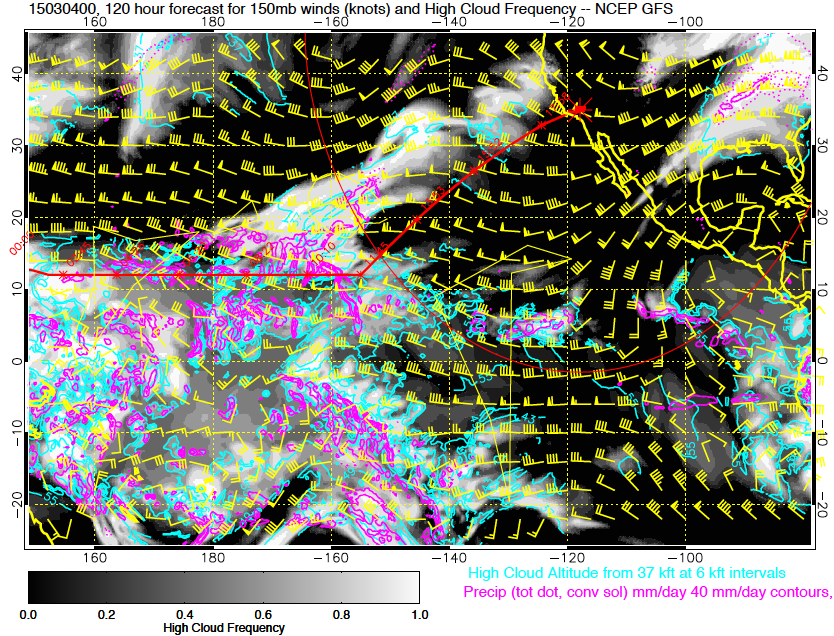 15030400, 120 hour forecast for 150mb winds (knots) and High Cloud Frequency -- NCEP GFS
160 180 −160 −140 −120 −100
40 40
30 30
20 20
10 10
0 0
−10 −10
−20 −20
160 180 −160 −140 −120 −100
High Cloud Altitude from 37 kft at 6 kft intervals
Precip (tot dot, conv sol) mm/day 40 mm/day contours,
0.0 0.2 0.4 0.6 0.8 1.0
High Cloud Frequency